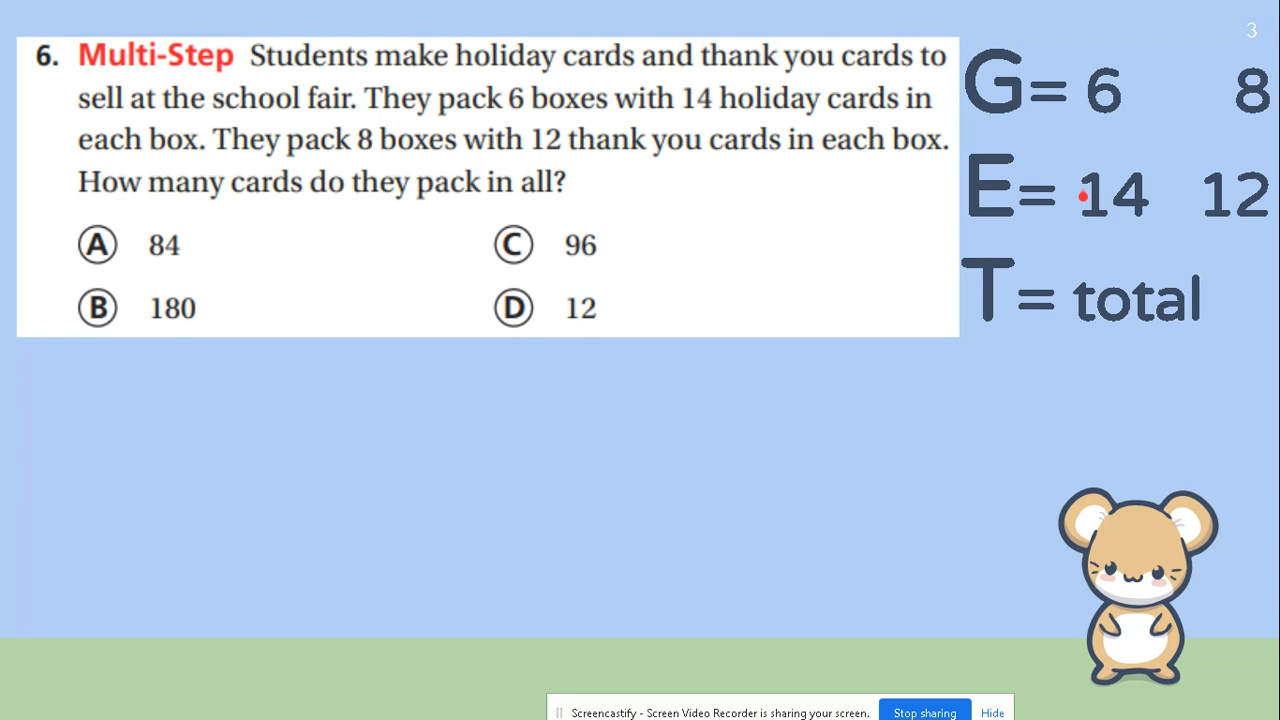 3
6. Multi-Step Students make holiday cards and thank you cards to
sell at the school fair. They pack 6 boxes with 14 holiday cards in
each box. They pack 8 boxes with 12 thank you cards in each box.
How many cards do they pack in all?
A 84
C 96
B 180
D 12
G= 6 8
E= 14 12
T= total
Screencastify - Screen Video Recorder is sharing your screen.
Stop sharing
Hide